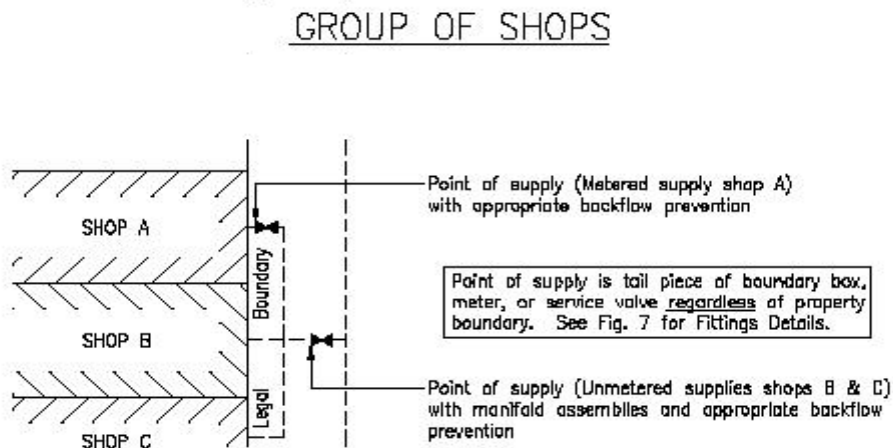 GROUP OF SHOPS
Point of supply (Metered supply shop A)
with appropriate backflow prevention
SHOP A
Boundary
Point of supply is tail piece of boundary box,
meter, or service valve regardless of property
boundary. See Fig. 7 for Fittings Details.
SHOP B
Legal
Point of supply (Unmetered supplies shops B & C)
with manifold assemblies and appropriate backflow
prevention
SHOP C